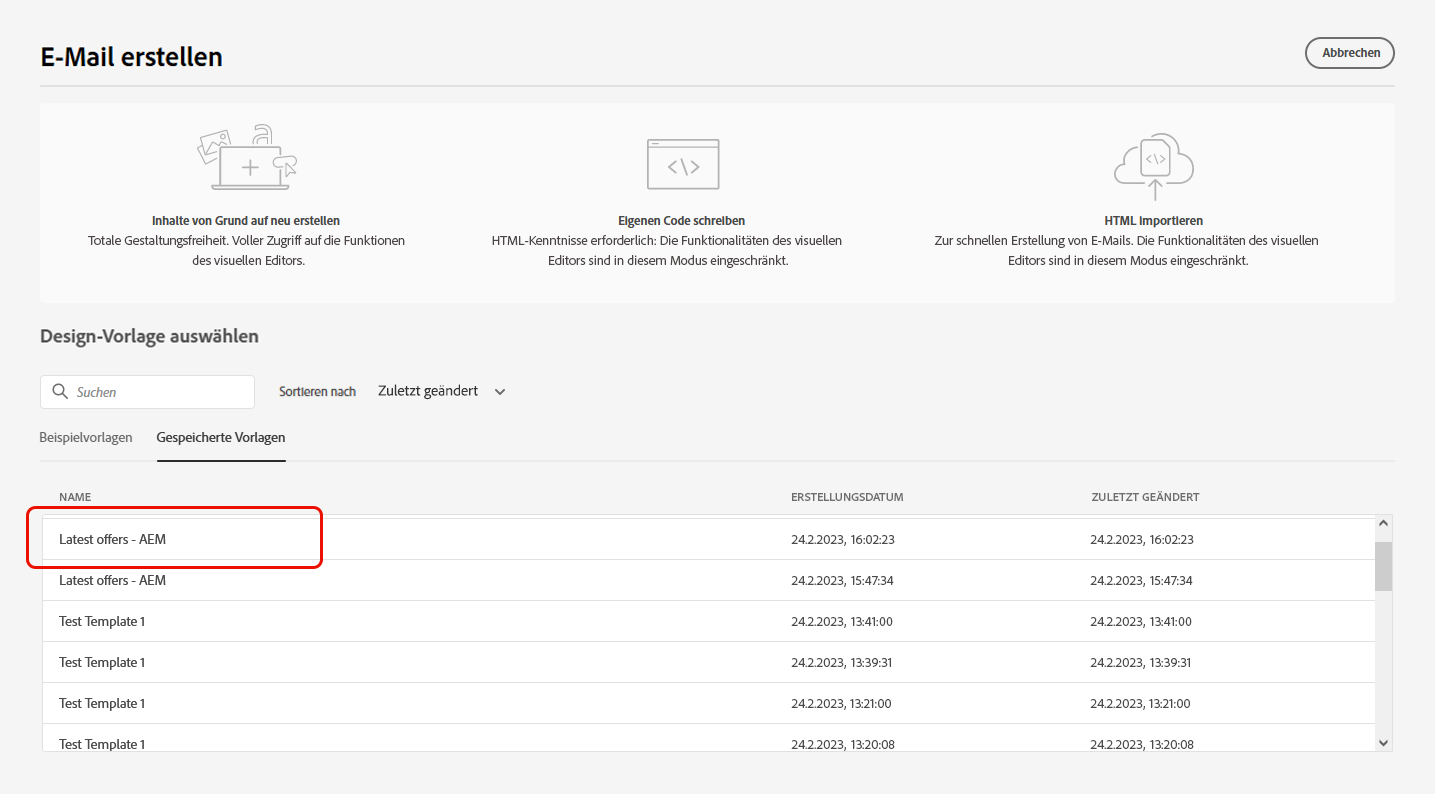 E-Mail erstellen
Abbrechen
Inhalte von Grund auf neu erstellen
Totale Gestaltungsfreiheit. Voller Zugriff auf die Funktionen
des visuellen Editors.
Eigenen Code schreiben
HTML-Kenntnisse erforderlich: Die Funktionalitäten des visuellen
Editors sind in diesem Modus eingeschränkt.
HTML Importieren
Zur schnellen Erstellung von E-Mails. Die Funktionalitäten des visuellen
Editors sind in diesem Modus eingeschränkt.
Design-Vorlage auswählen
Suchen
Sortieren nach Zuletzt geändert
Beispielvorlagen Gespeicherte Vorlagen
NAME ERSTELLUNGSDATUM ZULETZT GEÄNDERT
Latest offers - AEM 24.2.2023, 16:02:23 24.2.2023, 16:02:23
Latest offers - AEM 24.2.2023, 15:47:34 24.2.2023, 15:47:34
Test Template 1 24.2.2023, 13:41:00 24.2.2023, 13:41:00
Test Template 1 24.2.2023, 13:39:31 24.2.2023, 13:39:31
Test Template 1 24.2.2023, 13:21:00 24.2.2023, 13:21:00
Test Template 1 24.2.2023, 13:20:08 24.2.2023, 13:20:08